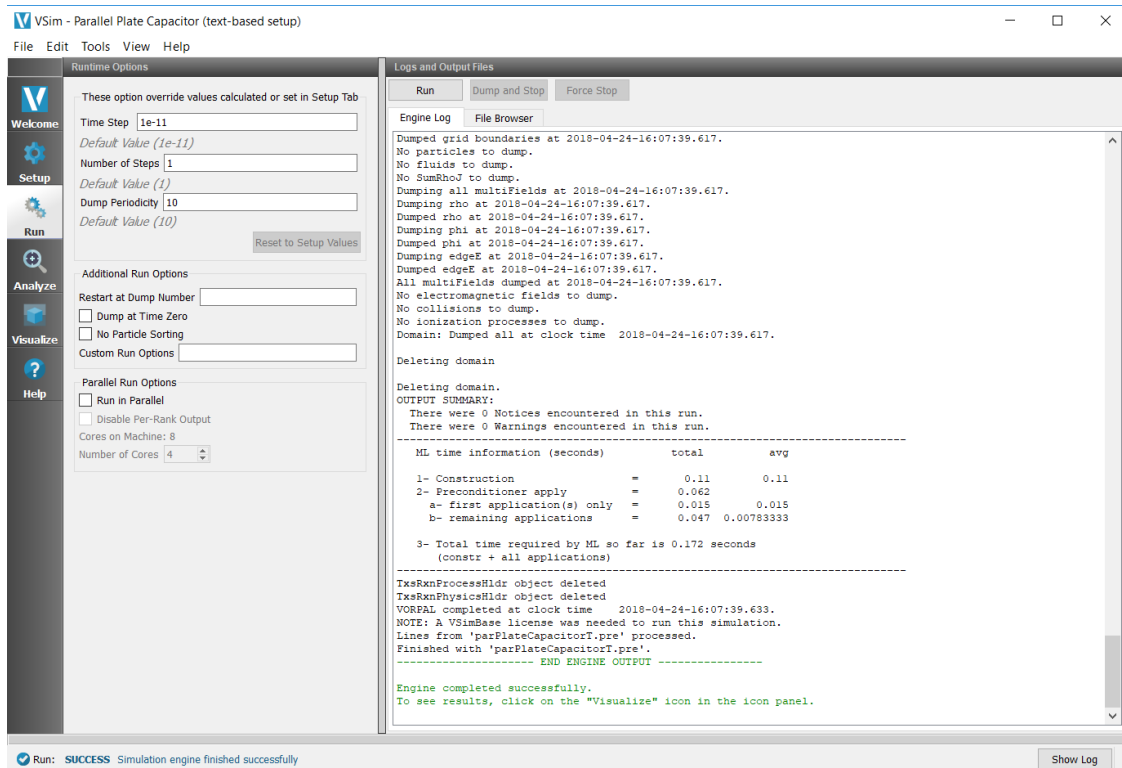 VSim - Parallel Plate Capacitor (text-based setup)
File Edit Tools View Help
Welcome
Setup
Run
Analyze
Visualize
Help
Runtime Options
These option override values calculated or set in Setup Tab
Time Step 1e-11
Default Value (1e-11)
Number of Steps 1
Default Value (1)
Dump Periodicity 10
Default Value (10)
Reset to Setup Values
Additional Run Options
Restart at Dump Number
Dump at Time Zero
No Particle Sorting
Custom Run Options
Parallel Run Options
Run in Parallel
Disable Per-Rank Output
Cores on Machine: 8
Number of Cores 4
Logs and Output Files
Run Dump and Stop Force Stop
Engine Log File Browser
Dumped grid boundaries at 2018-04-24-16:07:39.617.
No particles to dump.
No fluids to dump.
No SumRhoJ to dump.
Dumping all multiFields at 2018-04-24-16:07:39.617.
Dumping rho at 2018-04-24-16:07:39.617.
Dumped rho at 2018-04-24-16:07:39.617.
Dumping phi at 2018-04-24-16:07:39.617.
Dumped phi at 2018-04-24-16:07:39.617.
Dumping edgeE at 2018-04-24-16:07:39.617.
Dumped edgeE at 2018-04-24-16:07:39.617.
All multiFields dumped at 2018-04-24-16:07:39.617.
No electromagnetic fields to dump.
No collisions to dump.
No ionization processes to dump.
Domain: Dumped all at clock time 2018-04-24-16:07:39.617.
Deleting domain
Deleting domain.
OUTPUT SUMMARY:
There were 0 Notices encountered in this run.
There were 0 Warnings encountered in this run.
-------------------------------------------------------------------------
ML time information (seconds) total avg
1- Construction = 0.11 0.11
2- Preconditioner apply = 0.062
a- first application(s) only = 0.015 0.015
b- remaining applications = 0.047 0.00783333
3- Total time required by ML so far is 0.172 seconds
(constr + all applications)
-------------------------------------------------------------------------
TxsRxnProcessHldr object deleted
TxsRxnPhysicsHldr object deleted
VORPAL completed at clock time 2018-04-24-16:07:39.633.
NOTE: A VSimBase license was needed to run this simulation.
Lines from 'parPlateCapacitorT.pre' processed.
Finished with 'parPlateCapacitorT.pre'.
-------------------- END ENGINE OUTPUT ----------------
Engine completed successfully.
To see results, click on the "Visualize" icon in the icon panel.
Run: SUCCESS Simulation engine finished successfully
Show Log